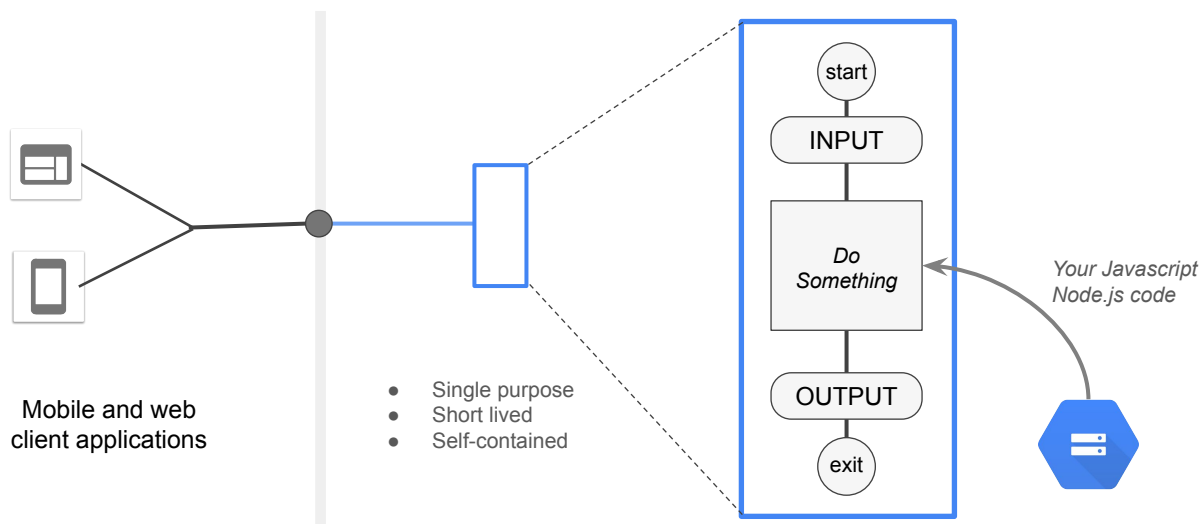 Mobile and web
client applications
● Single purpose
● Short lived
● Self-contained
start
INPUT
Do
Something
OUTPUT
exit
Your Javascript
Node.js code